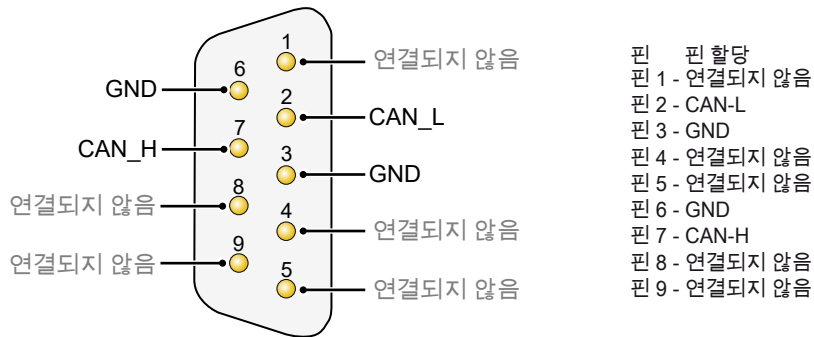 1
연결되지 않음
6
GND
2
CAN_L
7
CAN_H
3
GND
8
연결되지 않음
4
연결되지 않음
9
연결되지 않음
5
연결되지 않음
핀 핀 할당
핀 1 - 연결되지 않음
핀 2 - CAN-L
핀 3 - GND
핀 4 - 연결되지 않음
핀 5 - 연결되지 않음
핀 6 - GND
핀 7 - CAN-H
핀 8 - 연결되지 않음
핀 9 - 연결되지 않음